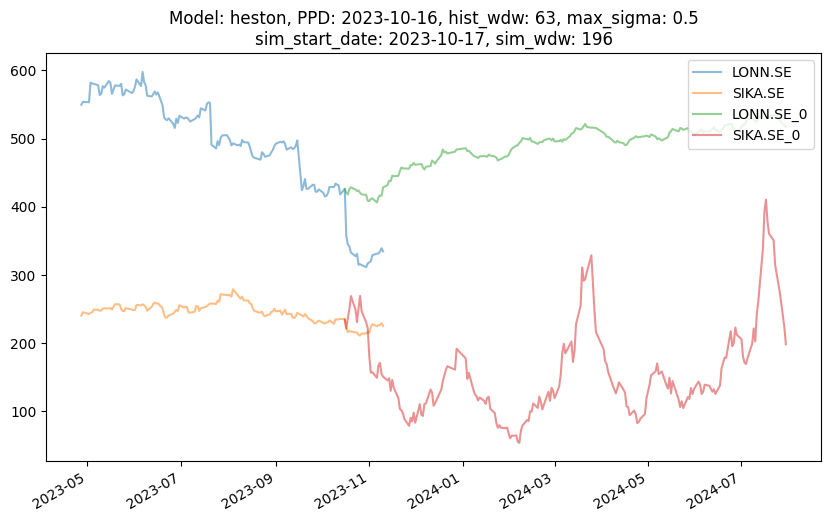 Model: heston, PPD: 2023-10-16, hist_wdw: 63, max_sigma: 0.5
sim_start_date: 2023-10-17, sim_wdw: 196
LONN.SE
SIKA.SE
LONN.SE_0
SIKA.SE_0
600
500
400
300
200
100
2023-05
2023-07
2023-09
2023-11
2024-01
2024-03
2024-05
2024-07